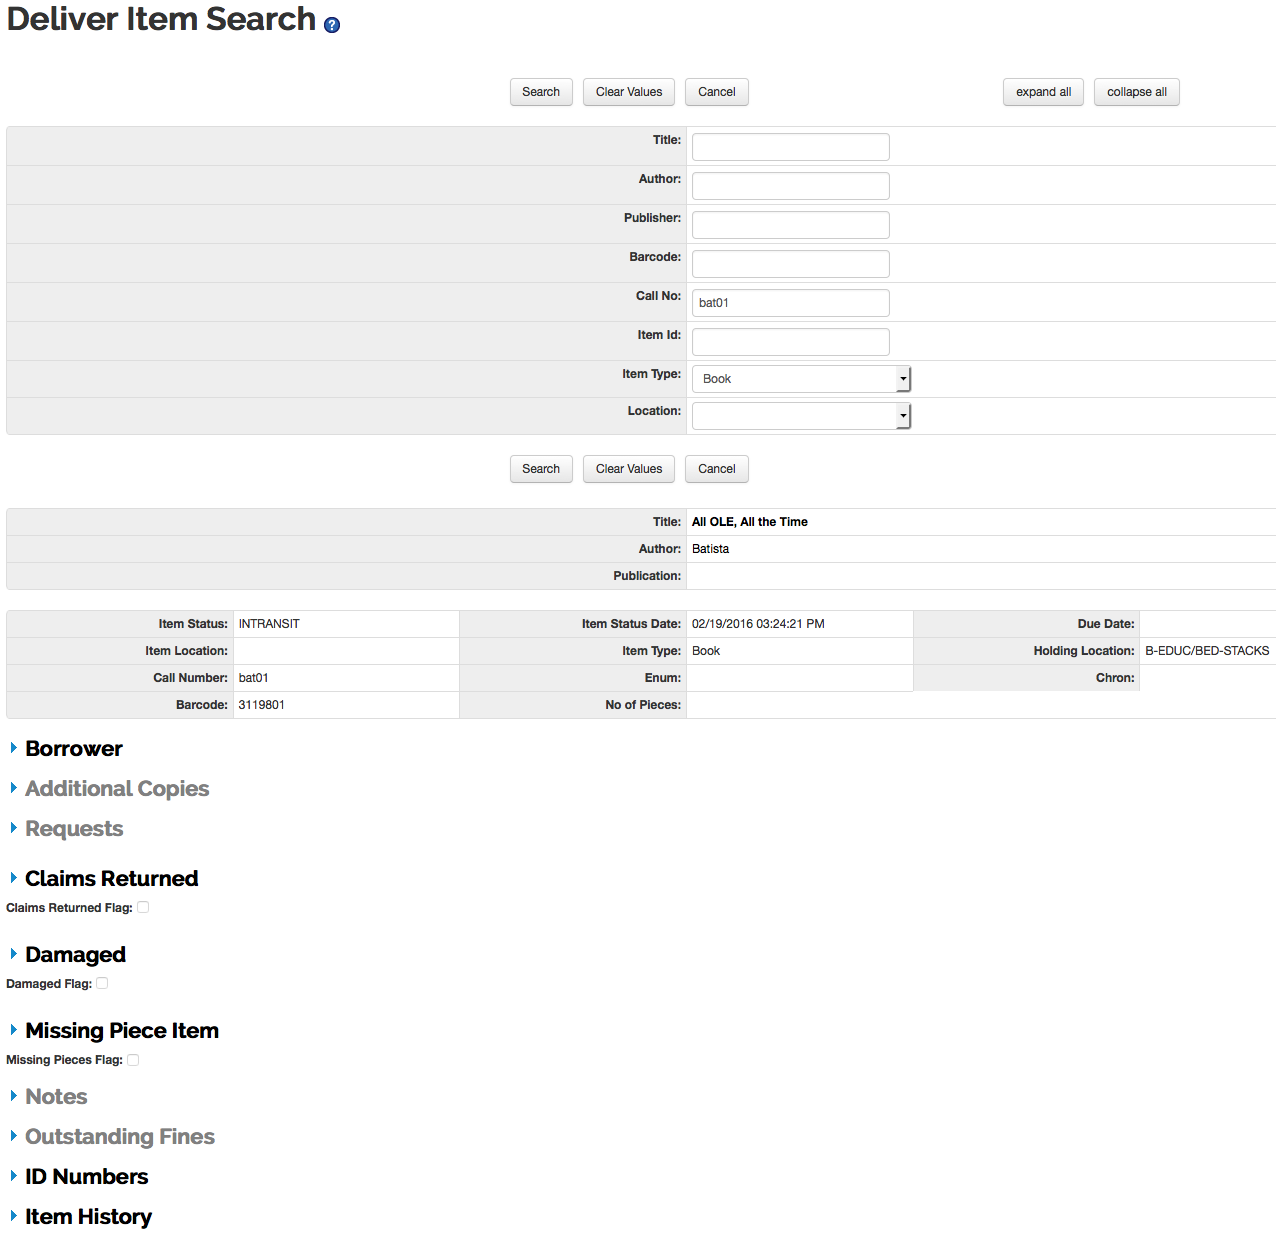 Deliver Item Search ?
Search Clear Values Cancel expand all collapse all
Title:
Author:
Publisher:
Barcode:
Call No: bat01
Item Id:
Item Type: Book
Location:
Search Clear Values Cancel
Title: All OLE, All the Time
Author: Batista
Publication:
Item Status: INTRANSIT Item Status Date: 02/19/2016 03:24:21 PM Due Date:
Item Location: Item Type: Book Holding Location: B-EDUC/BED-STACKS
Call Number: bat01 Enum: Chron:
Barcode: 3119801 No of Pieces:
Borrower
Additional Copies
Requests
Claims Returned
Claims Returned Flag:
Damaged
Damaged Flag:
Missing Piece Item
Missing Pieces Flag:
Notes
Outstanding Fines
ID Numbers
Item History